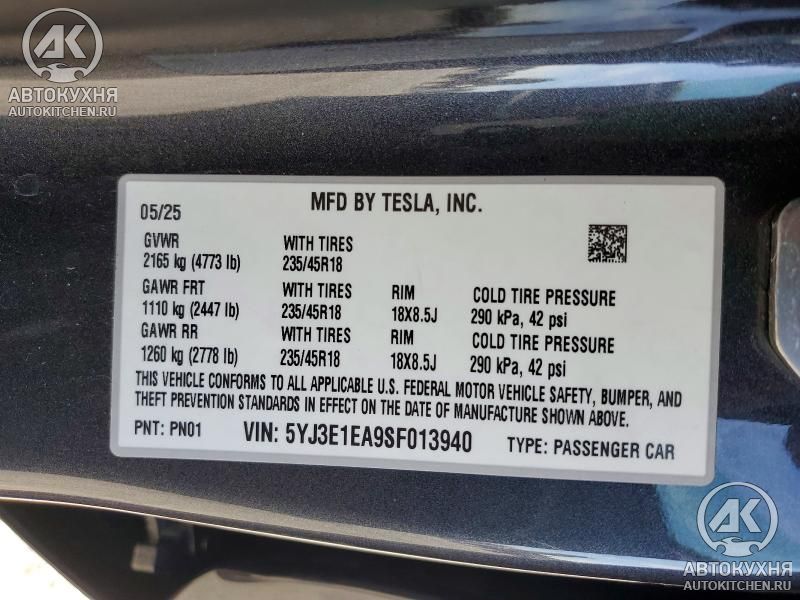 AK
АВТОКУХНЯ
AUTOKITCHEN.RU
05/25 MFD BY TESLA, INC.
GVWR WITH TIRES
2165 kg (4773 lb) 235/45R18
GAWR FRT WITH TIRES RIM COLD TIRE PRESSURE
1110 kg (2447 lb) 235/45R18 18X8.5J 290 kPa, 42 psi
GAWR RR WITH TIRES RIM COLD TIRE PRESSURE
1260 kg (2778 lb) 235/45R18 18X8.5J 290 kPa, 42 psi
THIS VEHICLE CONFORMS TO ALL APPLICABLE U.S. FEDERAL MOTOR VEHICLE SAFETY, BUMPER, AND
THEFT PREVENTION STANDARDS IN EFFECT ON THE DATE OF MANUFACTURE SHOWN ABOVE.
PNT: PN01 VIN: 5YJ3E1EA9SF013940 TYPE: PASSENGER CAR
AK
АВТОКУХНЯ
AUTOKITCHEN.RU